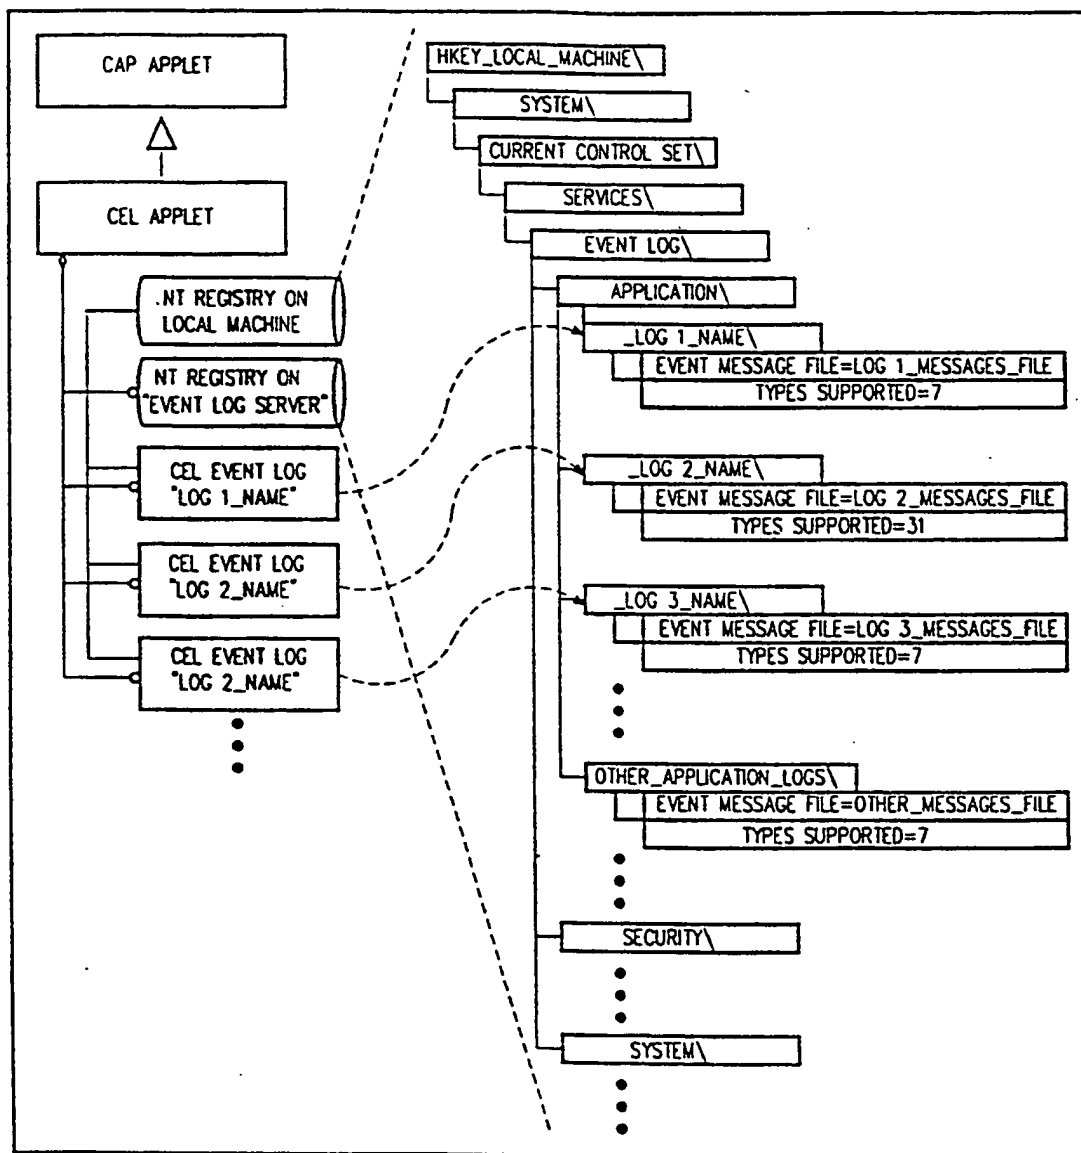 CAP APPLET
CEL APPLET
.NT REGISTRY ON
LOCAL MACHINE
NT REGISTRY ON
"EVENT LOG SERVER"
CEL EVENT LOG
"LOG 1_NAME"
CEL EVENT LOG
"LOG 2_NAME"
CEL EVENT LOG
"LOG 2_NAME"
HKEY_LOCAL_MACHINE\
SYSTEM\
CURRENT CONTROL SET\
SERVICES\
EVENT LOG\
APPLICATION\
_LOG 1_NAME\
EVENT MESSAGE FILE=LOG 1_MESSAGES_FILE
TYPES SUPPORTED=7
_LOG 2_NAME\
EVENT MESSAGE FILE=LOG 2_MESSAGES_FILE
TYPES SUPPORTED=31
_LOG 3_NAME\
EVENT MESSAGE FILE=LOG 3_MESSAGES_FILE
TYPES SUPPORTED=7
OTHER_APPLICATION_LOGS\
EVENT MESSAGE FILE=OTHER_MESSAGES_FILE
TYPES SUPPORTED=7
SECURITY\
SYSTEM\